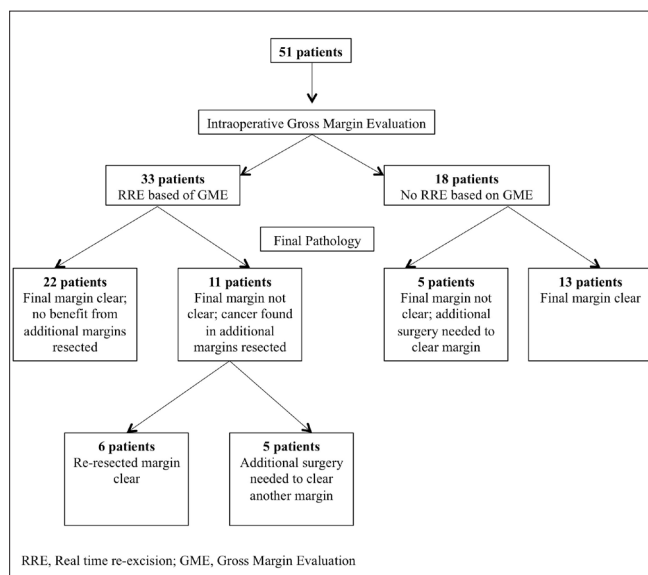 51 patients
Intraoperative Gross Margin Evaluation
33 patients
RRE based of GME
18 patients
No RRE based on GME
Final Pathology
22 patients
Final margin clear;
no benefit from
additional margins
resected
11 patients
Final margin not
clear; cancer found
in additional
margins resected
5 patients
Final margin not
clear; additional
surgery needed to
clear margin
13 patients
Final margin clear
6 patients
Re-resected margin
clear
5 patients
Additional surgery
needed to clear
another margin
RRE, Real time re-excision; GME, Gross Margin Evaluation